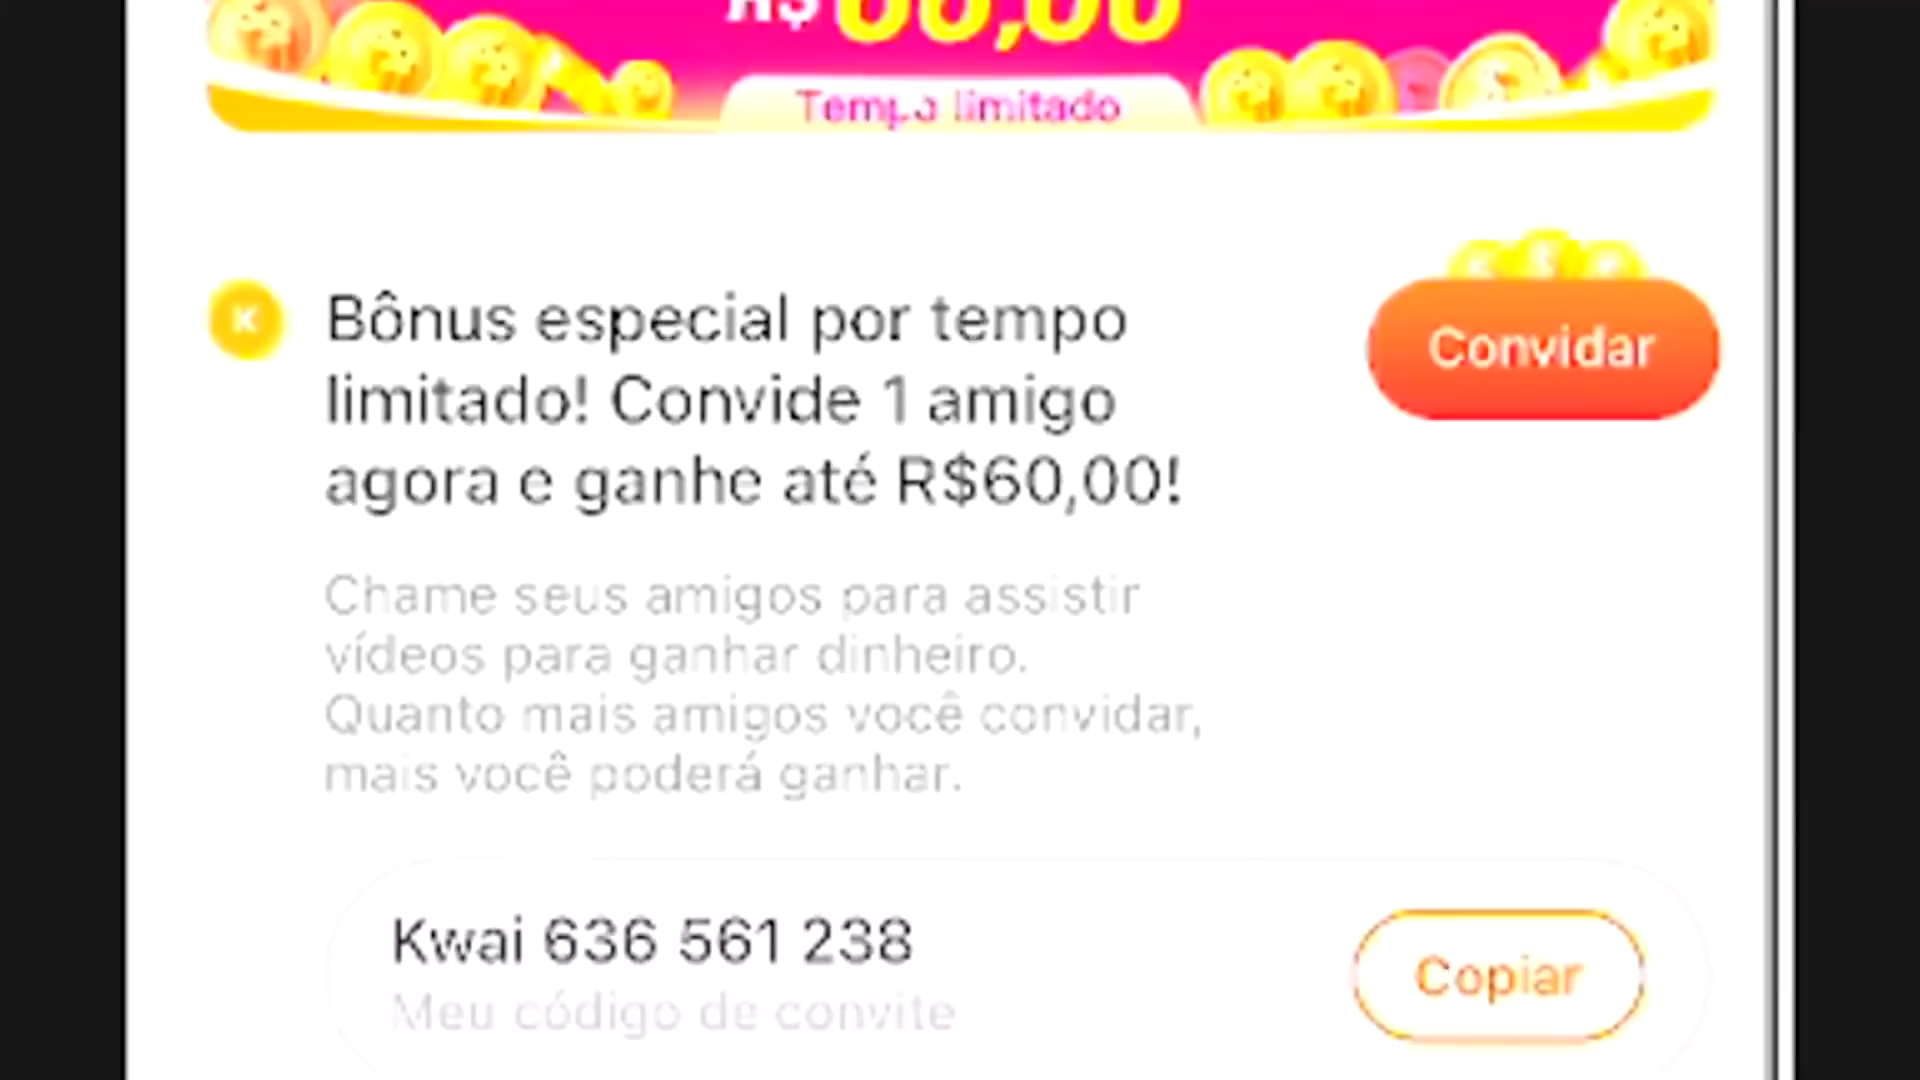 R$
Tempo limitado
Bônus especial por tempo
limitado! Convide 1 amigo
agora e ganhe até R$60,00!
Convidar
Chame seus amigos para assistir
vídeos para ganhar dinheiro.
Quanto mais amigos você convidar,
mais você poderá ganhar.
Kwai 636 561 238
Meu código de convite
Copiar